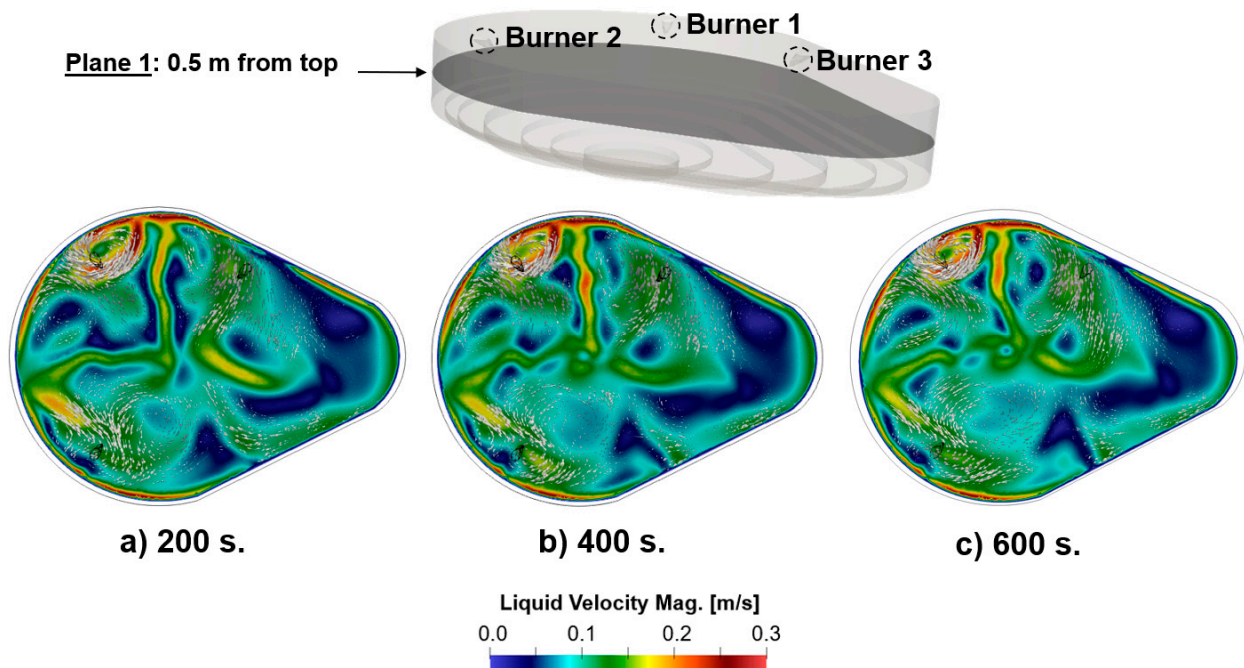 Burner 1
Burner 2
Burner 3
Plane 1: 0.5 m from top
a) 200 s.
b) 400 s.
c) 600 s.
Liquid Velocity Mag. [m/s]
0.0 0.1 0.2 0.3